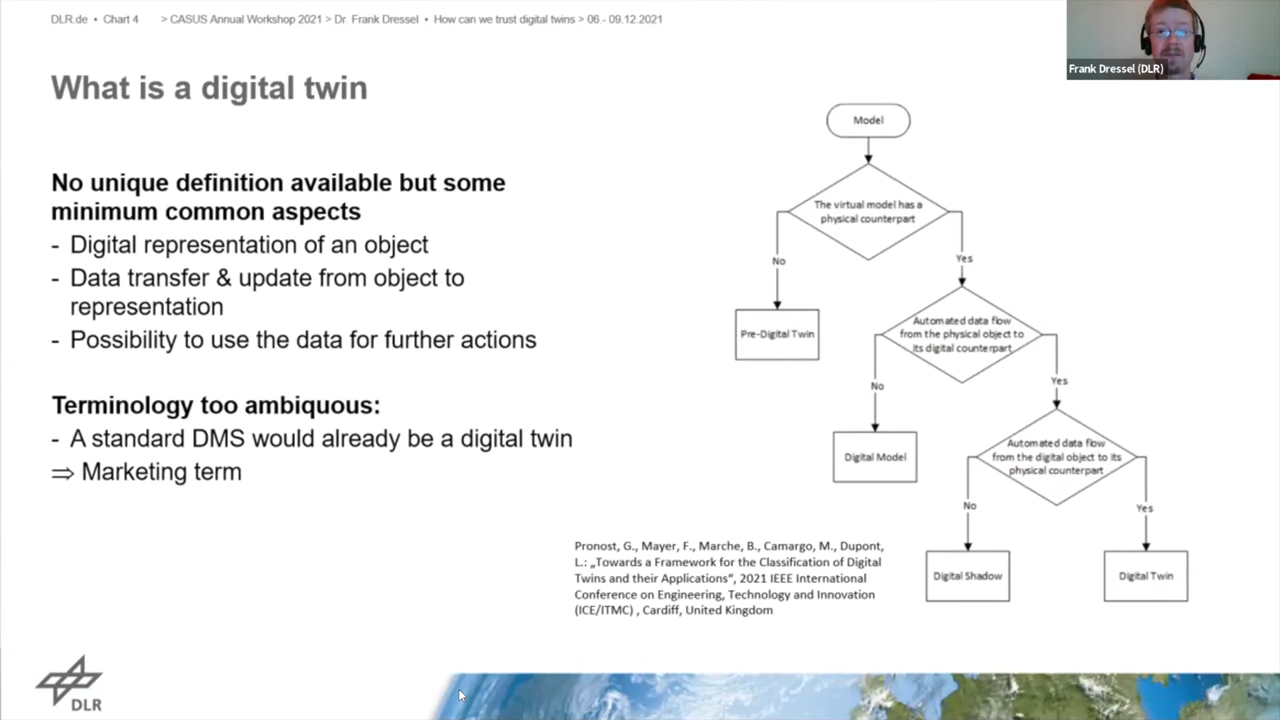 DLR.de • Chart 4 > CASUS Annual Workshop 2021 > Dr. Frank Dressel • How can we trust digital twins > 06.- 09.12.2021
Frank Dressel (DLR)
What is a digital twin
No unique definition available but some
minimum common aspects
- Digital representation of an object
- Data transfer & update from object to
representation
- Possibility to use the data for further actions
Terminology too ambiquous:
- A standard DMS would already be a digital twin
⇒ Marketing term
Model
The virtual model has a
physical counterpart
No
Yes
Pre-Digital Twin
Automated data flow
from the physical object to
its digital counterpart
No
Yes
Digital Model
Automated data flow
from the digital object to its
physical counterpart
No
Yes
Digital Shadow
Digital Twin
Pronost, G., Mayer, F., Marche, B., Camargo, M., Dupont,
L.: „Towards a Framework for the Classification of Digital
Twins and their Applications“, 2021 IEEE International
Conference on Engineering, Technology and Innovation
(ICE/ITMC) , Cardiff, United Kingdom
DLR